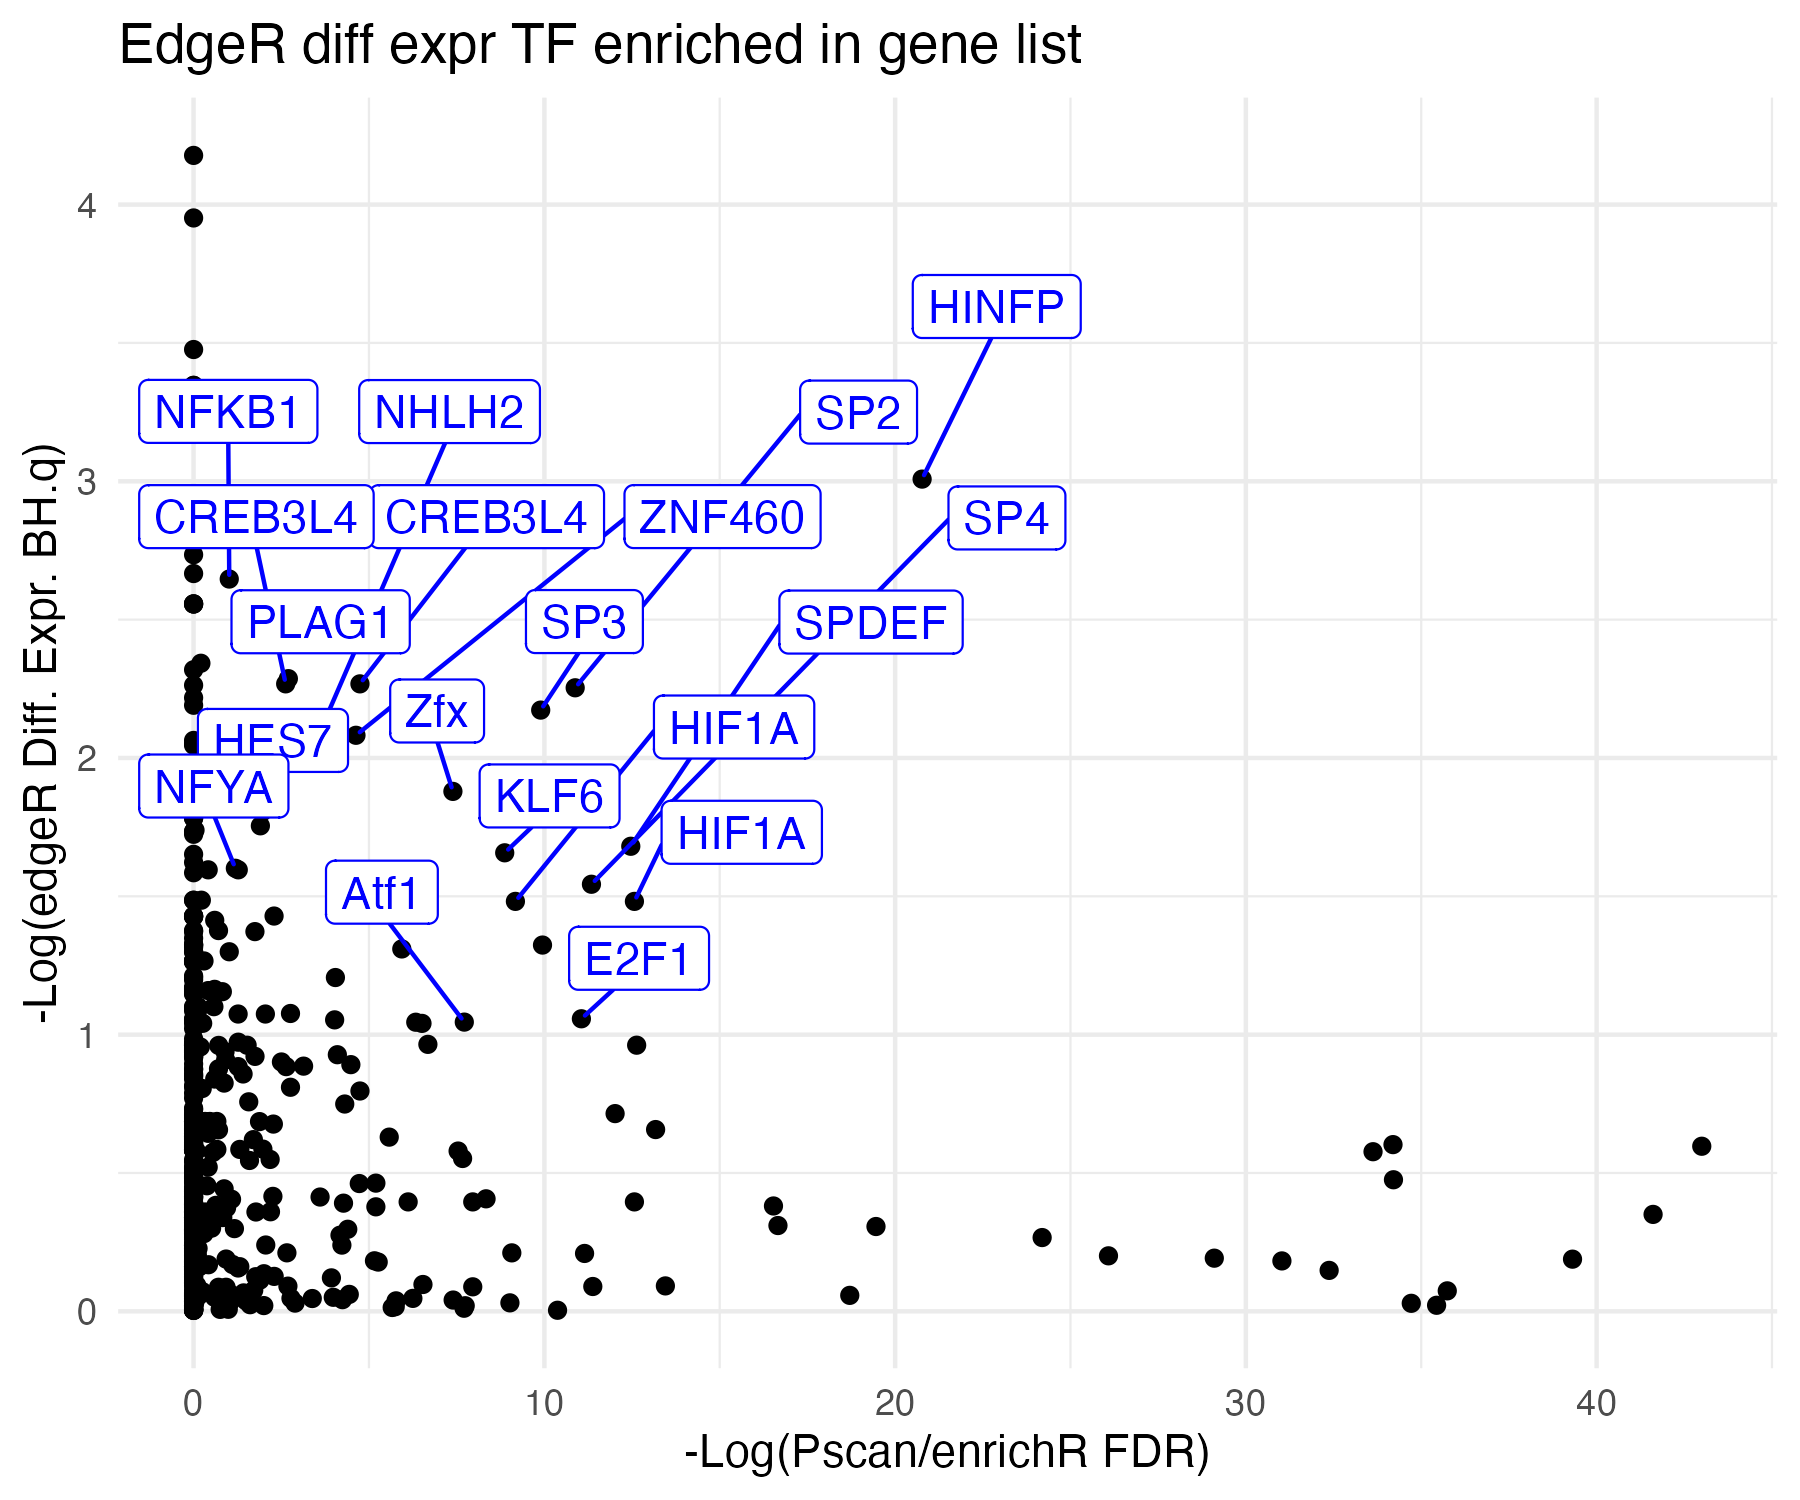 EdgeR diff expr TF enriched in gene list
-Log(edgeR Diff. Expr. BH.q)
4
3
2
1
0
HINFP
NFKB1
NHLH2
SP2
CREB3L4
CREB3L4
ZNF460
SP4
PLAG1
SP3
SPDEF
Zfx
HES7
HIF1A
NFYA
KLF6
HIF1A
Atf1
E2F1
0
10
20
30
40
-Log(Pscan/enrichR FDR)